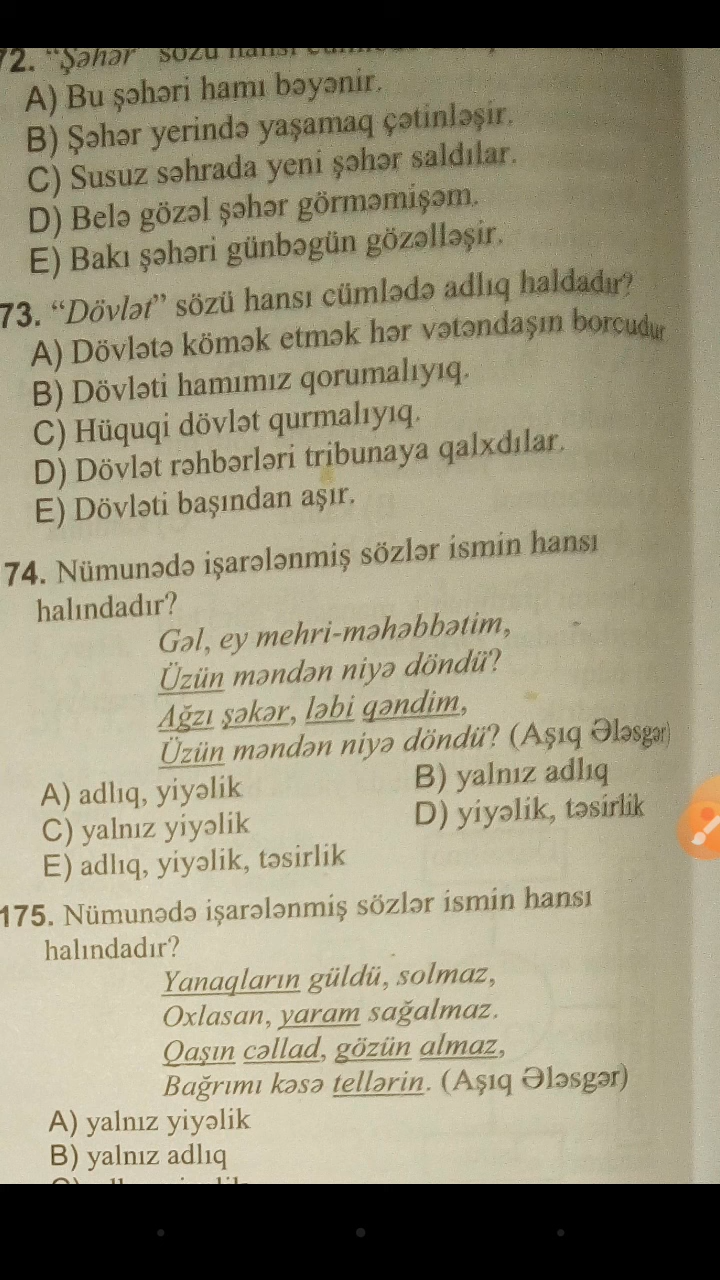 72. “Şəhər” sözü hansı
A) Bu şəhəri hamı bəyənir.
B) Şəhər yerində yaşamaq çətinləşir.
C) Susuz səhrada yeni şəhər saldılar.
D) Belə gözəl şəhər görməmişəm.
E) Bakı şəhəri günbəgün gözəlləşir.
73. “Dövlət” sözü hansı cümlədə adlıq haldadır?
A) Dövlətə kömək etmək hər vətəndaşın borcudur
B) Dövləti hamımız qorumalıyıq.
C) Hüquqi dövlət qurmalıyıq.
D) Dövlət rəhbərləri tribunaya qalxdılar.
E) Dövləti başından aşır.
74. Nümunədə işarələnmiş sözlər ismin hansı
halındadır?
Gəl, ey mehri-məhəbbətim,
Üzün məndən niyə döndü?
Ağzı şəkər, ləbi qəndim,
Üzün məndən niyə döndü? (Aşıq Ələsgər)
A) adlıq, yiyəlik B) yalnız adlıq
C) yalnız yiyəlik D) yiyəlik, təsirlik
E) adlıq, yiyəlik, təsirlik
175. Nümunədə işarələnmiş sözlər ismin hansı
halındadır?
Yanaqların güldü, solmaz,
Oxlasan, yaram sağalmaz.
Qaşın cəllad, gözün almaz,
Bağrımı kəsə tellərin. (Aşıq Ələsgər)
A) yalnız yiyəlik
B) yalnız adlıq